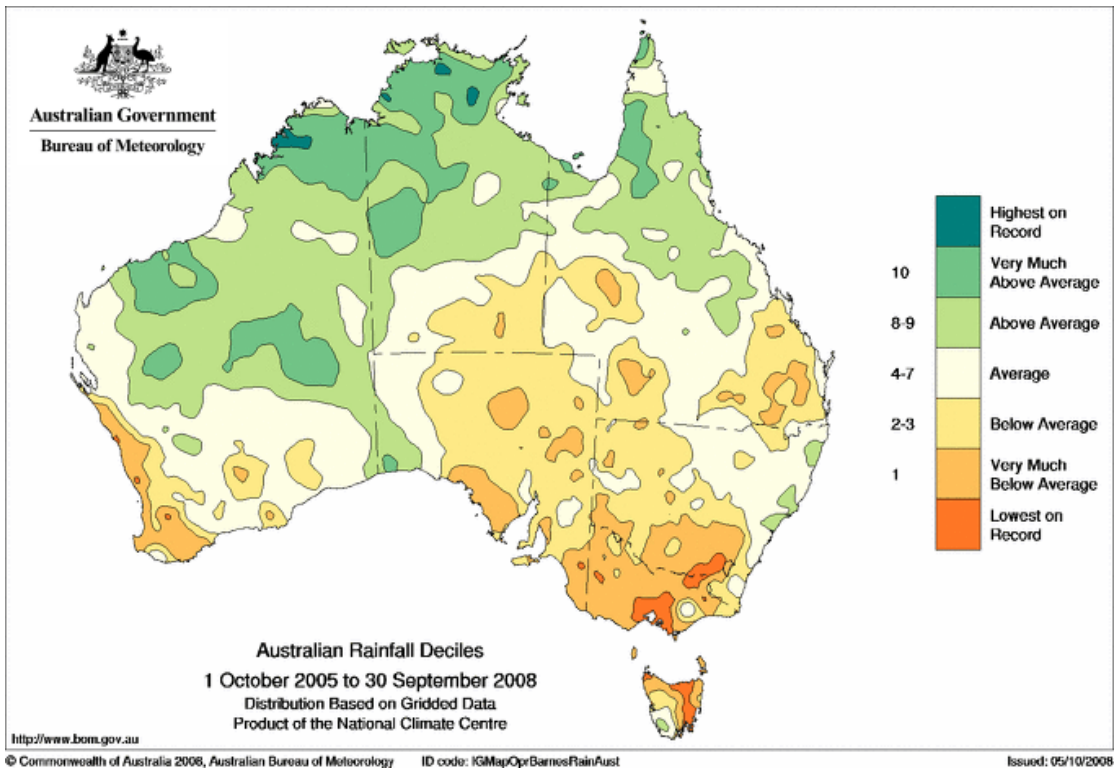 Australian Government
Bureau of Meteorology
Highest on
Record
10
Very Much
Above Average
8-9
Above Average
4-7
Average
2-3
Below Average
1
Very Much
Below Average
Lowest on
Record
Australian Rainfall Deciles
1 October 2005 to 30 September 2008
Distribution Based on Gridded Data
Product of the National Climate Centre
http://www.bom.gov.au
© Commonwealth of Australia 2008, Australian Bureau of Meteorology ID code: IGMapOprBarnesRainAust Issued: 05/10/2008